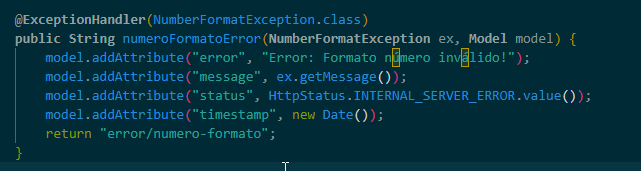 @ExceptionHandler(NumberFormatException.class)
public String numeroFormatoError(NumberFormatException ex, Model model) {
    model.addAttribute("error", "Error: Formato número inválido!");
    model.addAttribute("message", ex.getMessage());
    model.addAttribute("status", HttpStatus.INTERNAL_SERVER_ERROR.value());
    model.addAttribute("timestamp", new Date());
    return "error/numero-formato";
}